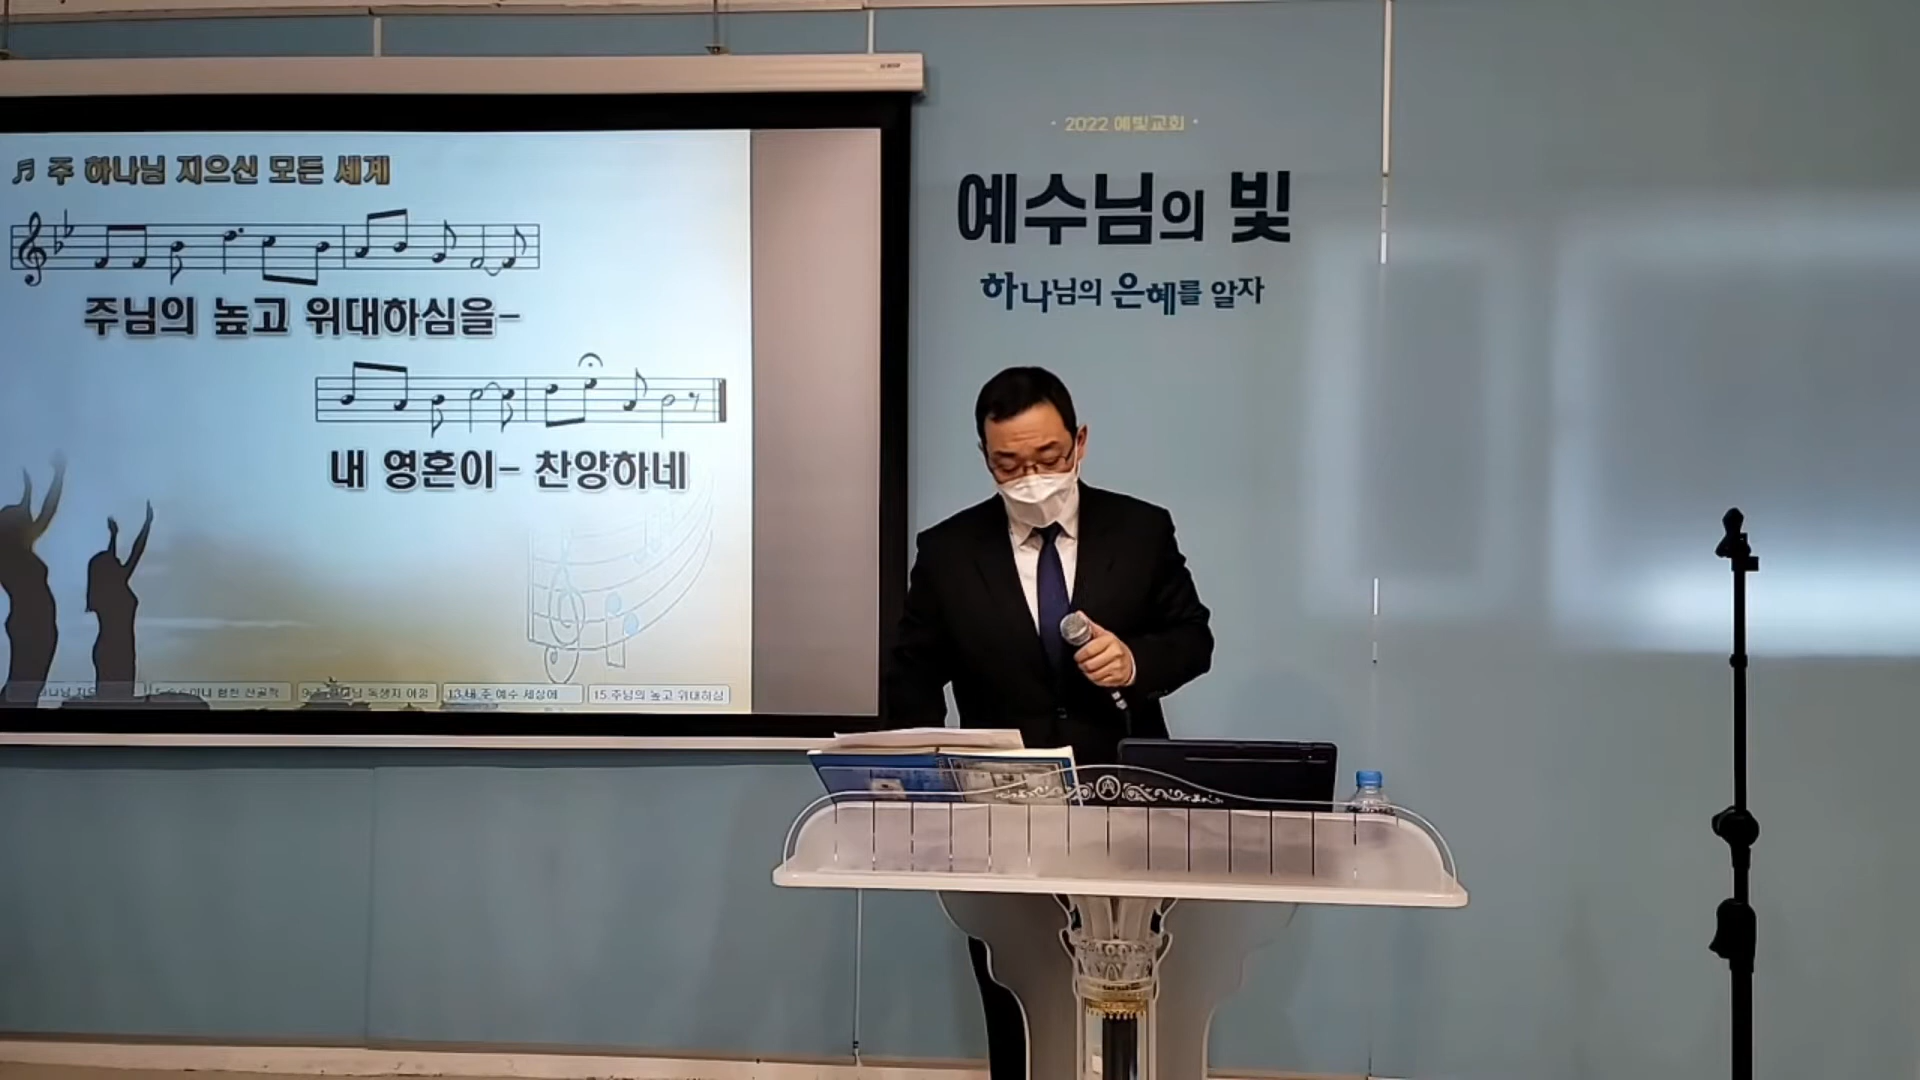 주 하나님 지으신 모든 세계
주님의 높고 위대하심을-
내 영혼이- 찬양하네
13.내 주 예수 세상에
15.주님의 높고 위대하심
· 2022 예빛교회 ·
예수님의 빛
하나님의 은혜를 알자